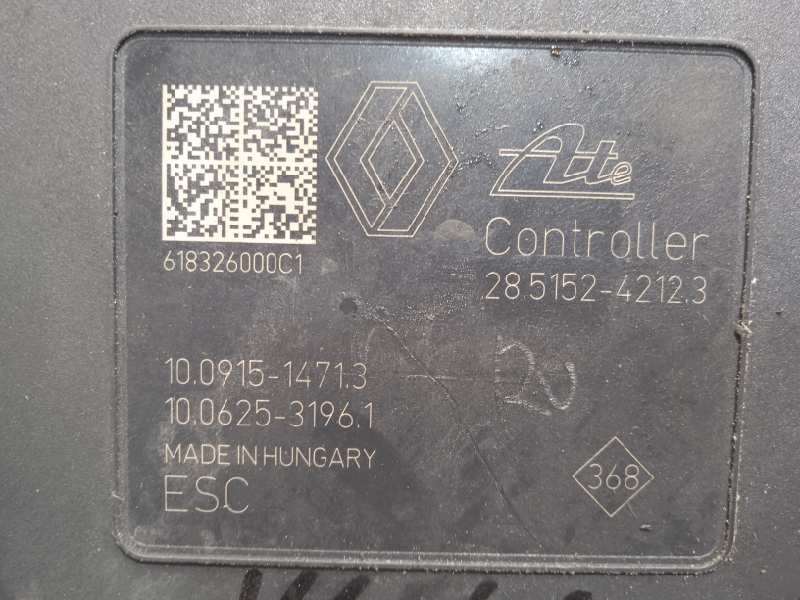 Ate
Controller
28.5152-4212.3
618326000C1
10.0915-1471.3
10.0625-3196.1
MADE IN HUNGARY
ESC
368